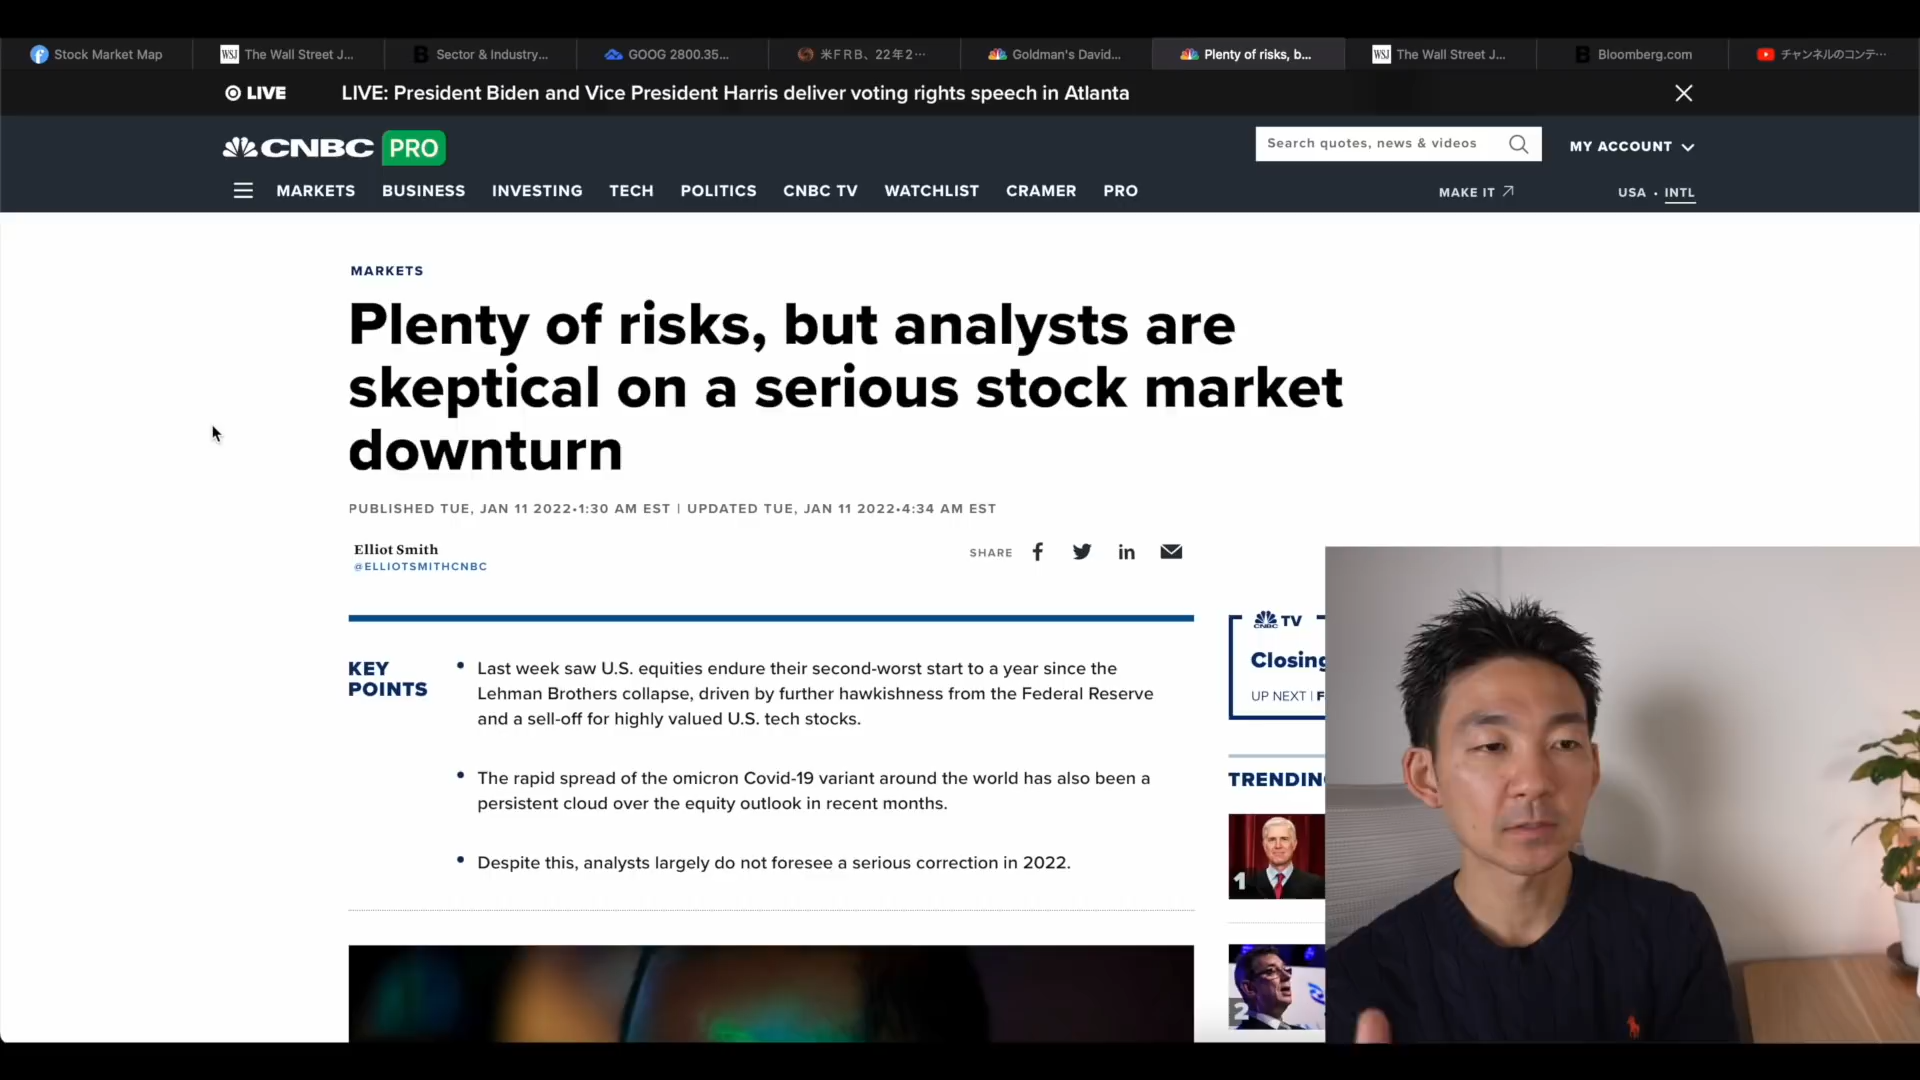 Stock Market Map
WSJ The Wall Street J...
Sector & Industry...
GOOG 2800.35...
米FRB、22年2…
Goldman's David...
Plenty of risks, b...
WSJ The Wall Street J...
Bloomberg.com
チャンネルのコンテ…
LIVE
LIVE: President Biden and Vice President Harris deliver voting rights speech in Atlanta
CNBC PRO
Search quotes, news & videos
MY ACCOUNT
MARKETS
BUSINESS
INVESTING
TECH
POLITICS
CNBC TV
WATCHLIST
CRAMER
PRO
MAKE IT
USA • INTL
MARKETS
Plenty of risks, but analysts are
skeptical on a serious stock market
downturn
PUBLISHED TUE, JAN 11 2022•1:30 AM EST | UPDATED TUE, JAN 11 2022•4:34 AM EST
Elliot Smith
@ELLIOTSMITHCNBC
SHARE
KEY
POINTS
• Last week saw U.S. equities endure their second-worst start to a year since the
Lehman Brothers collapse, driven by further hawkishness from the Federal Reserve
and a sell-off for highly valued U.S. tech stocks.
• The rapid spread of the omicron Covid-19 variant around the world has also been a
persistent cloud over the equity outlook in recent months.
• Despite this, analysts largely do not foresee a serious correction in 2022.
CNBC TV
Closing
UP NEXT | F
TRENDIN
1
2